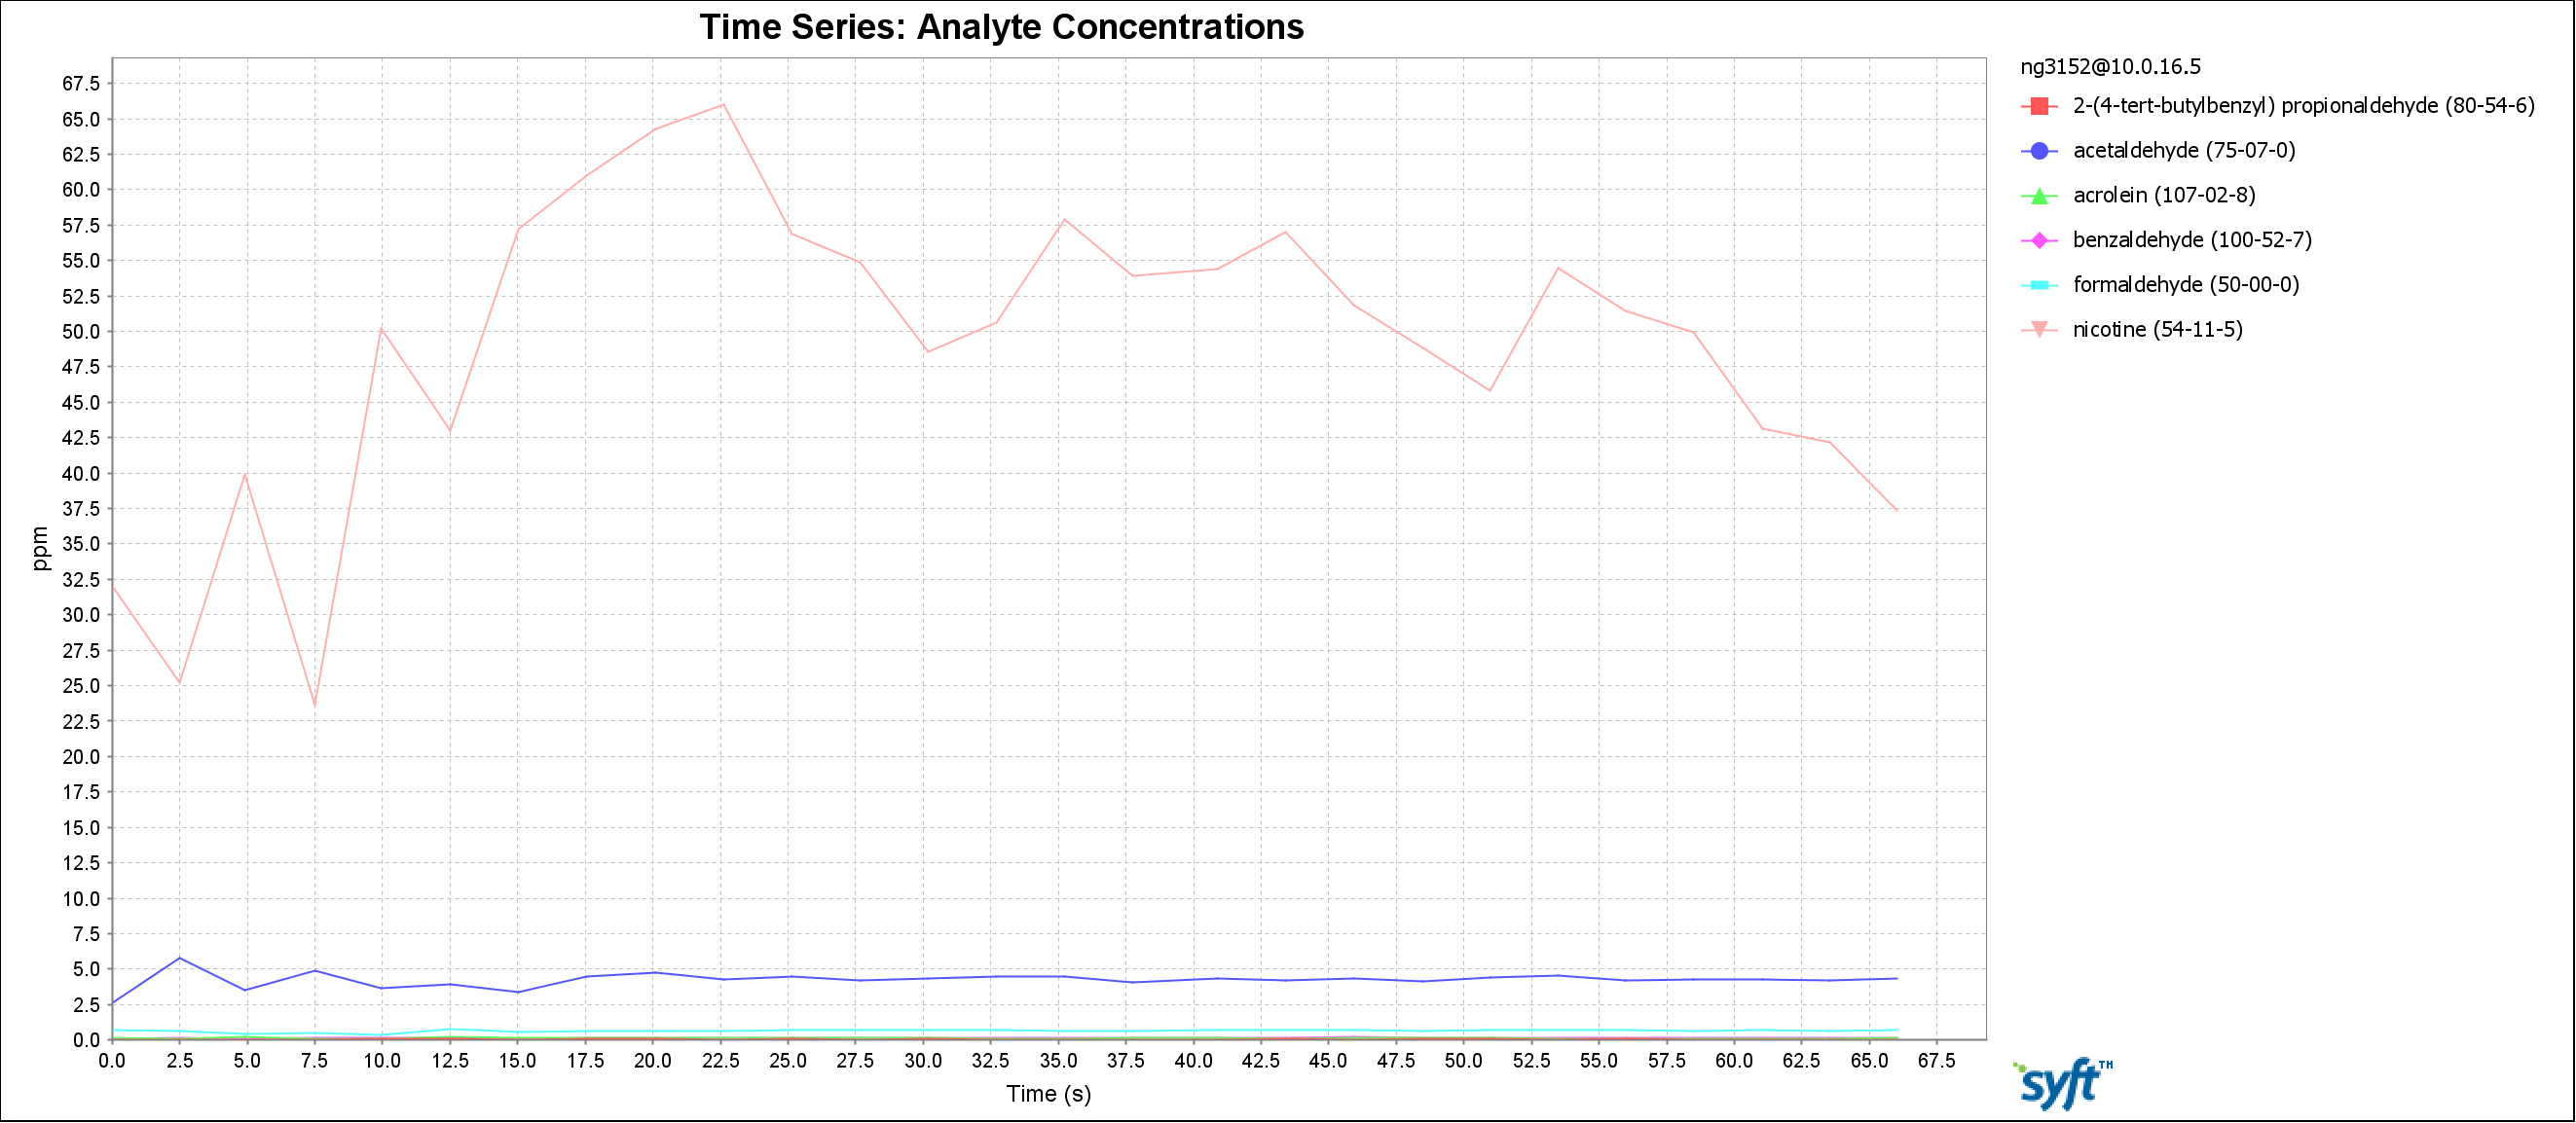 Time Series: Analyte Concentrations
ng3152@10.0.16.5
2-(4-tert-butylbenzyl) propionaldehyde (80-54-6)
acetaldehyde (75-07-0)
acrolein (107-02-8)
benzaldehyde (100-52-7)
formaldehyde (50-00-0)
nicotine (54-11-5)
67.5
65.0
62.5
60.0
57.5
55.0
52.5
50.0
47.5
45.0
42.5
40.0
37.5
35.0
32.5
30.0
27.5
25.0
22.5
20.0
17.5
15.0
12.5
10.0
7.5
5.0
2.5
0.0
ppm
0.0 2.5 5.0 7.5 10.0 12.5 15.0 17.5 20.0 22.5 25.0 27.5 30.0 32.5 35.0 37.5 40.0 42.5 45.0 47.5 50.0 52.5 55.0 57.5 60.0 62.5 65.0 67.5
Time (s)
syft™